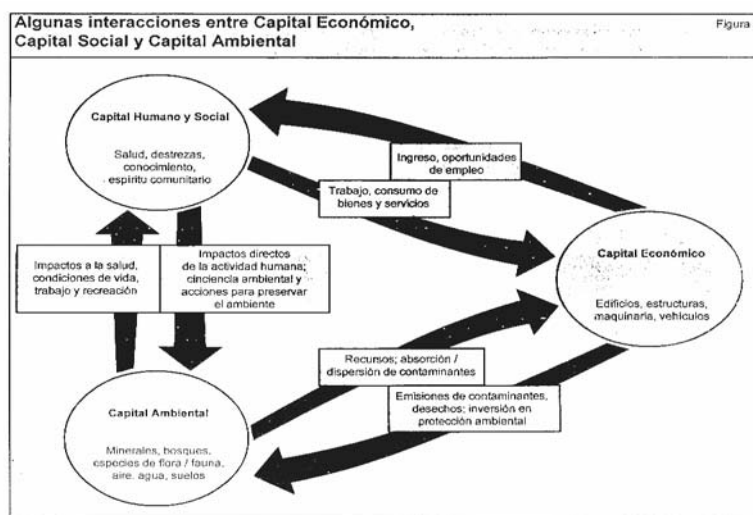 Algunas interacciones entre Capital Económico,
Capital Social y Capital Ambiental
Figura
Capital Humano y Social
Salud, destrezas,
conocimiento,
espíritu comunitario
Ingreso, oportunidades
de empleo
Trabajo, consumo de
bienes y servicios
Impactos a la salud,
condiciones de vida,
trabajo y recreación
Impactos directos
de la actividad humana;
cinciencia ambiental y
acciones para preservar
el ambiente
Capital Económico
Edificios, estructuras,
maquinaria, vehículos
Recursos; absorción /
dispersión de contaminantes
Emisiones de contaminantes,
desechos; inversión en
protección ambiental
Capital Ambiental
Minerales, bosques,
especies de flora / fauna,
aire, agua, suelos